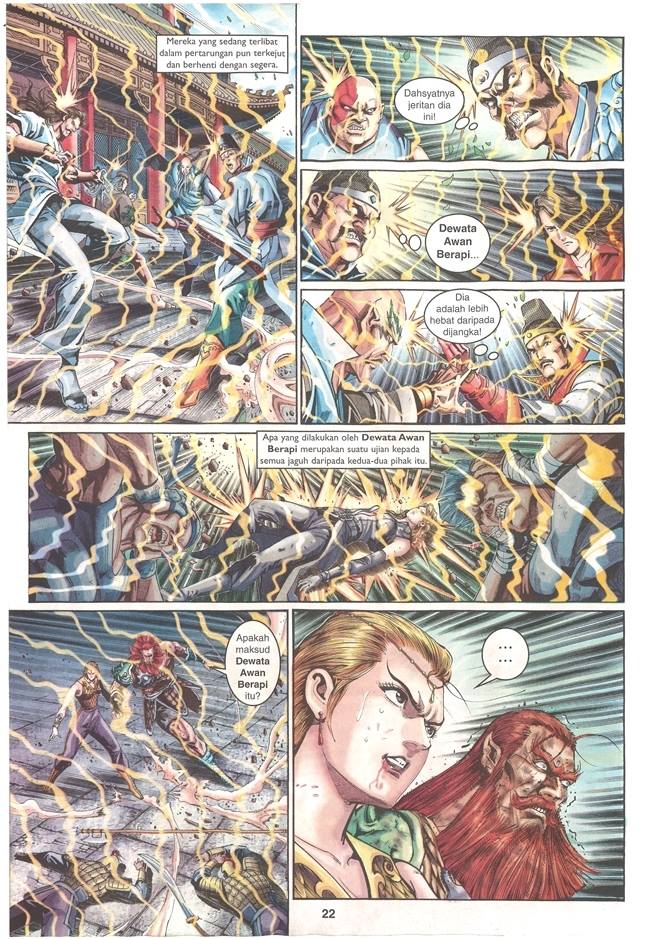 Mereka yang sedang terlibat
dalam pertarungan pun terkejut
dan berhenti dengan segera.
Dahsyatnya
jeritan dia
ini!
Dewata
Awan
Berapi...
Dia
adalah lebih
hebat daripada
dijangka!
Apa yang dilakukan oleh Dewata Awan
Berapi merupakan suatu ujian kepada
semua jaguh daripada kedua-dua pihak itu.
Apakah
maksud
Dewata
Awan
Berapi
itu?
...
...
22